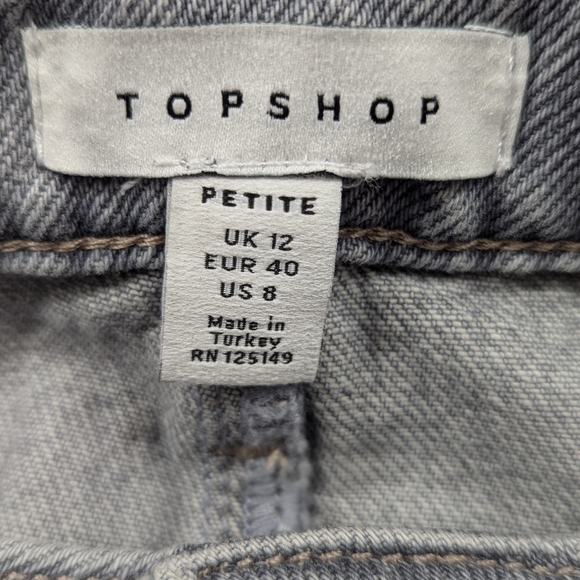 TOPSHOP
PETITE
UK 12
EUR 40
US 8
Made in
Turkey
RN 125149